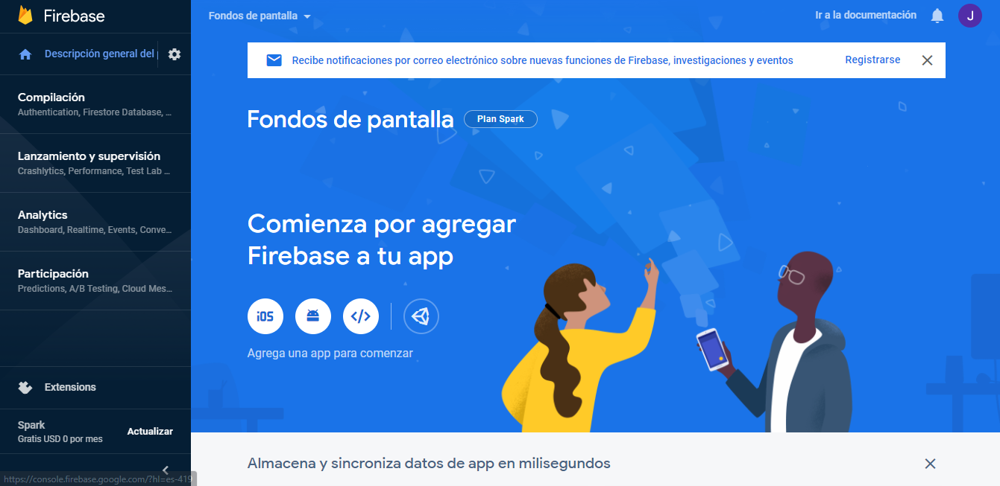 Firebase
Fondos de pantalla
Ir a la documentación
J
Descripción general del
Recibe notificaciones por correo electrónico sobre nuevas funciones de Firebase, investigaciones y eventos
Registrarse
Compilación
Authentication, Firestore Database, ...
Fondos de pantalla
Plan Spark
Lanzamiento y supervisión
Crashlytics, Performance, Test Lab ...
Analytics
Dashboard, Realtime, Events, Conve...
Comienza por agregar
Firebase a tu app
Participación
Predictions, A/B Testing, Cloud Mes...
iOS
Agrega una app para comenzar
Extensions
Spark
Gratis USD 0 por mes
Actualizar
Almacena y sincroniza datos de app en milisegundos
https://console.firebase.google.com/?hl=es-419